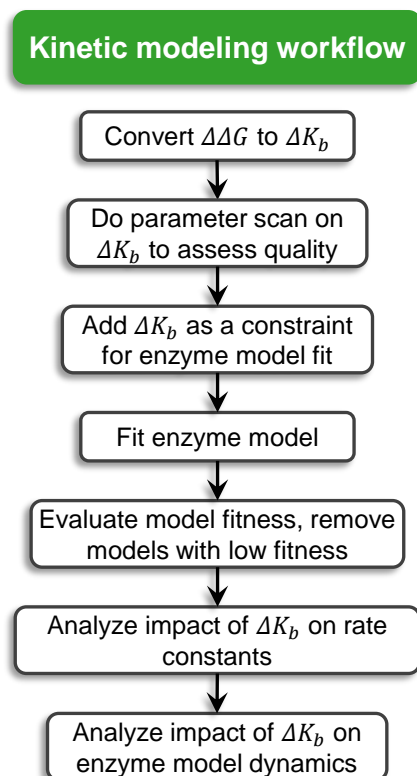 Kinetic modeling workflow
Convert ΔΔG to ΔK_b
Do parameter scan on
ΔK_b to assess quality
Add ΔK_b as a constraint
for enzyme model fit
Fit enzyme model
Evaluate model fitness, remove
models with low fitness
Analyze impact of ΔK_b on rate
constants
Analyze impact of ΔK_b on
enzyme model dynamics